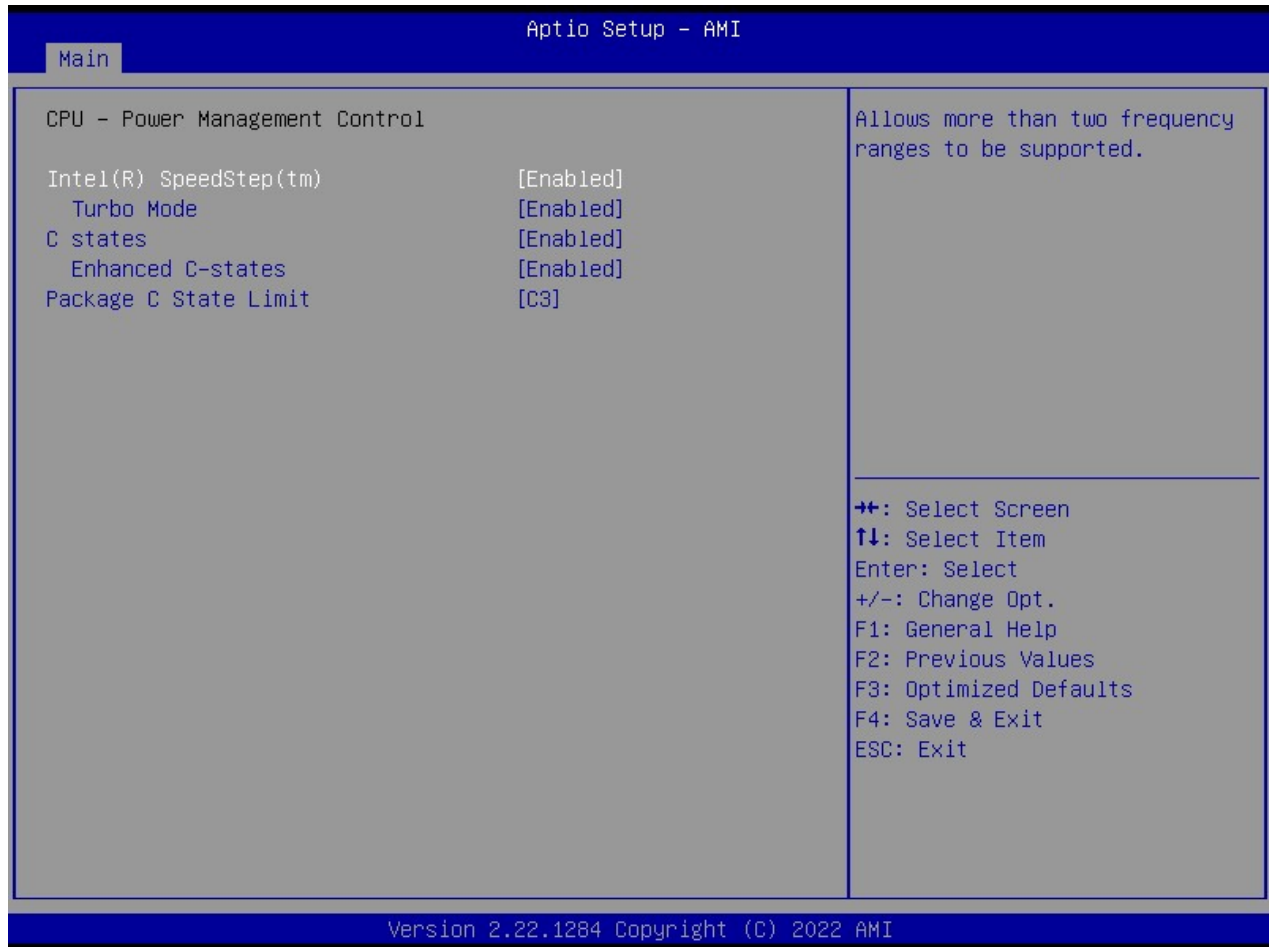 Aptio Setup – AMI
Main
CPU – Power Management Control
Intel(R) SpeedStep(tm) [Enabled]
Turbo Mode [Enabled]
C states [Enabled]
Enhanced C-states [Enabled]
Package C State Limit [C3]
Allows more than two frequency
ranges to be supported.
→←: Select Screen
↑↓: Select Item
Enter: Select
+/-: Change Opt.
F1: General Help
F2: Previous Values
F3: Optimized Defaults
F4: Save & Exit
ESC: Exit
Version 2.22.1284 Copyright (C) 2022 AMI